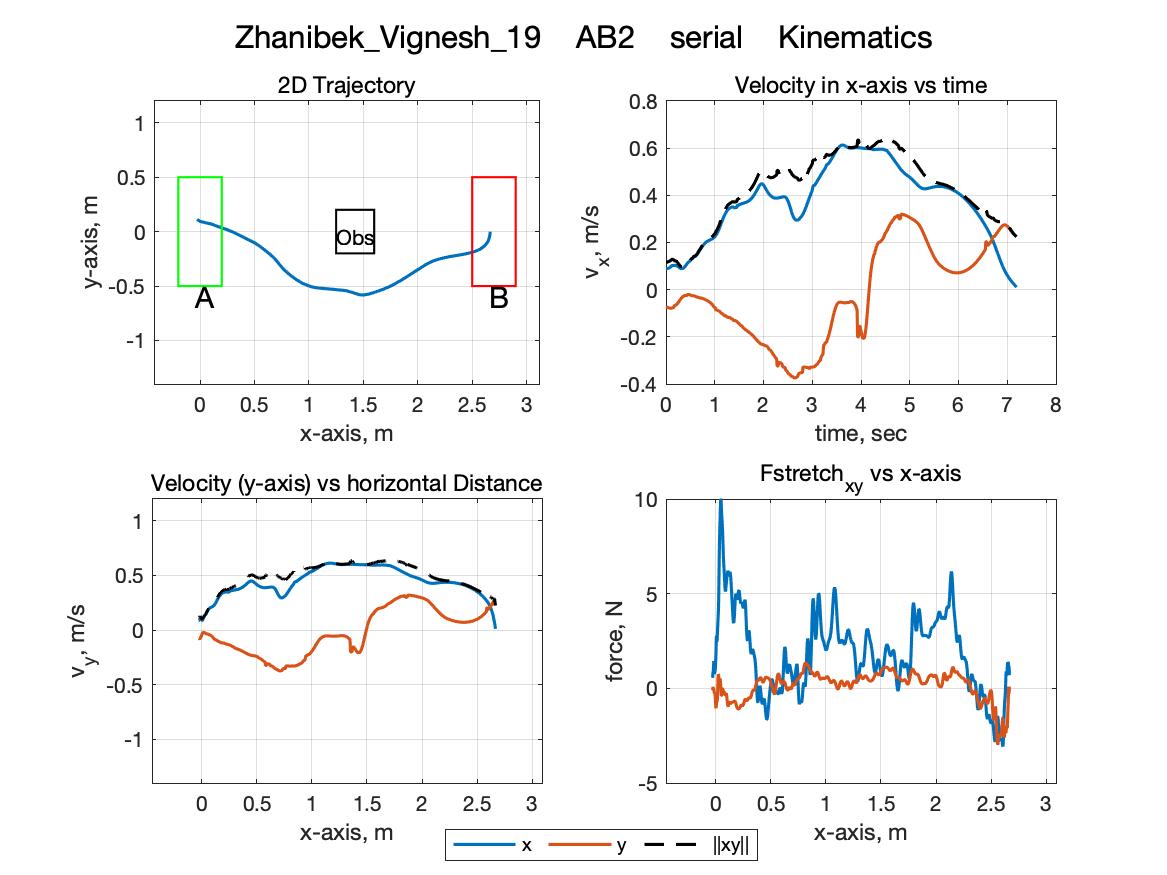 Zhanibek_Vignesh_19 AB2 serial Kinematics
2D Trajectory
1
0.5
0
-0.5
-1
y-axis, m
Obs
A
B
0 0.5 1 1.5 2 2.5 3
x-axis, m
Velocity in x-axis vs time
0.8
0.6
0.4
0.2
0
-0.2
-0.4
v_x, m/s
0 1 2 3 4 5 6 7 8
time, sec
Velocity (y-axis) vs horizontal Distance
1
0.5
0
-0.5
-1
v_y, m/s
0 0.5 1 1.5 2 2.5 3
x-axis, m
Fstretch_xy vs x-axis
10
5
0
-5
force, N
0 0.5 1 1.5 2 2.5 3
x-axis, m
x y ||xy||